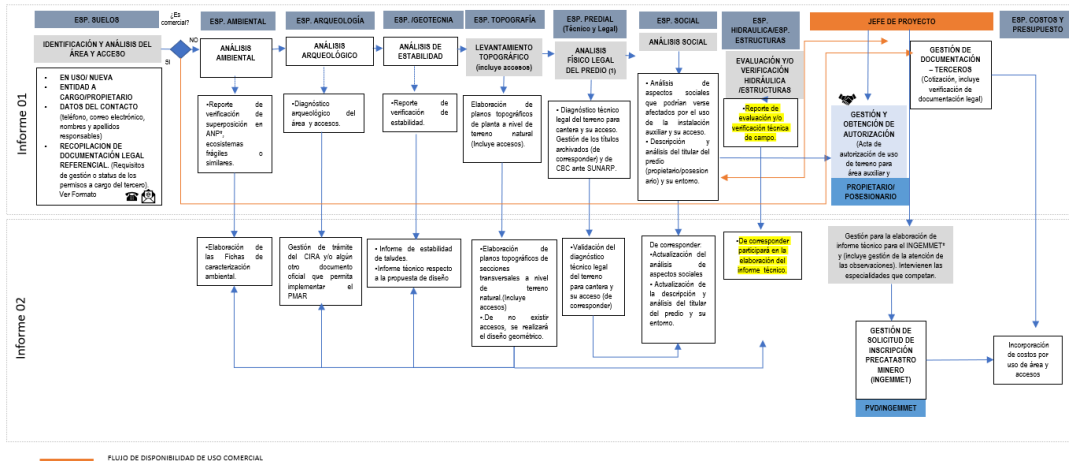 ESP. SUELOS
¿Es
comercial?
ESP. AMBIENTAL
ESP. ARQUEOLOGÍA
ESP. /GEOTECNIA
ESP. TOPOGRAFÍA
ESP. PREDIAL
(Técnico y Legal)
ESP. SOCIAL
ESP.
HIDRAULICA/ESP.
ESTRUCTURAS
JEFE DE PROYECTO
ESP. COSTOS Y
PRESUPUESTO
Informe 01
IDENTIFICACIÓN Y ANÁLISIS DEL
ÁREA Y ACCESO
NO
SI
ANÁLISIS
AMBIENTAL
ANÁLISIS
ARQUEOLÓGICO
ANÁLISIS DE
ESTABILIDAD
LEVANTAMIENTO
TOPOGRÁFICO
(incluye accesos)
ANALISIS
FÍSICO LEGAL
DEL PREDIO (1)
ANÁLISIS SOCIAL
EVALUACIÓN Y/O
VERIFICACIÓN
HIDRÁULICA
/ESTRUCTURAS
GESTIÓN DE
DOCUMENTACIÓN
– TERCEROS
(Cotización, incluye
verificación de
documentación legal)
• EN USO/ NUEVA
• ENTIDAD A
CARGO/PROPIETARIO
• DATOS DEL CONTACTO
(teléfono, correo electrónico,
nombres y apellidos
responsables)
• RECOPILACION DE
DOCUMENTACIÓN LEGAL
REFERENCIAL. (Requisitos
de gestión o status de los
permisos a cargo del tercero).
Ver Formato
•Reporte de
verificación de
superposición en
ANP*,
ecosistemas
frágiles o
similares.
•Diagnóstico
arqueológico del
área y accesos.
•Reporte de
verificación de
estabilidad.
Elaboración de
planos topográficos
de planta a nivel de
terreno natural
(Incluye accesos).
• Diagnóstico técnico
legal del terreno para
cantera y su acceso.
Gestión de los títulos
archivados (de
corresponder) y de
CBC ante SUNARP.
• Análisis de
aspectos sociales
que podrían verse
afectados por el uso
de la instalación
auxiliar y su acceso.
• Descripción y
análisis del titular del
predio
(propietario/posesion
ario) y su entorno.
•Reporte de
evaluación y/o
verificación técnica
de campo.
GESTIÓN Y
OBTENCIÓN DE
AUTORIZACIÓN
(Acta de
autorización de uso
de terreno para
área auxiliar y
PROPIETARIO/
POSESIONARIO
Informe 02
•Elaboración de
las Fichas de
caracterización
ambiental.
Gestión de trámite
del CIRA y/o algún
otro documento
oficial que permita
implementar el
PMAR
• Informe de estabilidad
de taludes.
•Informe técnico respecto
a la propuesta de diseño
•Elaboración de
planos topográficos de
secciones
transversales a nivel
de terreno
natural.(Incluye
accesos)
•De no existir
accesos, se realizará
el diseño geométrico.
•Validación del
diagnóstico
técnico legal
del terreno
para cantera y
su acceso (de
corresponder)
De corresponder:
•Actualización del
análisis de
aspectos sociales
• Actualización de
la descripción y
análisis del titular
del predio y su
entorno.
•De corresponder
participará en la
elaboración del
informe técnico.
Gestión para la elaboración de
informe técnico para el INGEMMET*
y (incluye gestión de la atención de
las observaciones). Intervienen las
especialidades que competan.
GESTIÓN DE
SOLICITUD DE
INSCRIPCIÓN
PRECATASTRO
MINERO
(INGEMMET)
PVD/INGEMMET
Incorporación
de costos por
uso de área y
accesos
FLUJO DE DISPONIBILIDAD DE USO COMERCIAL